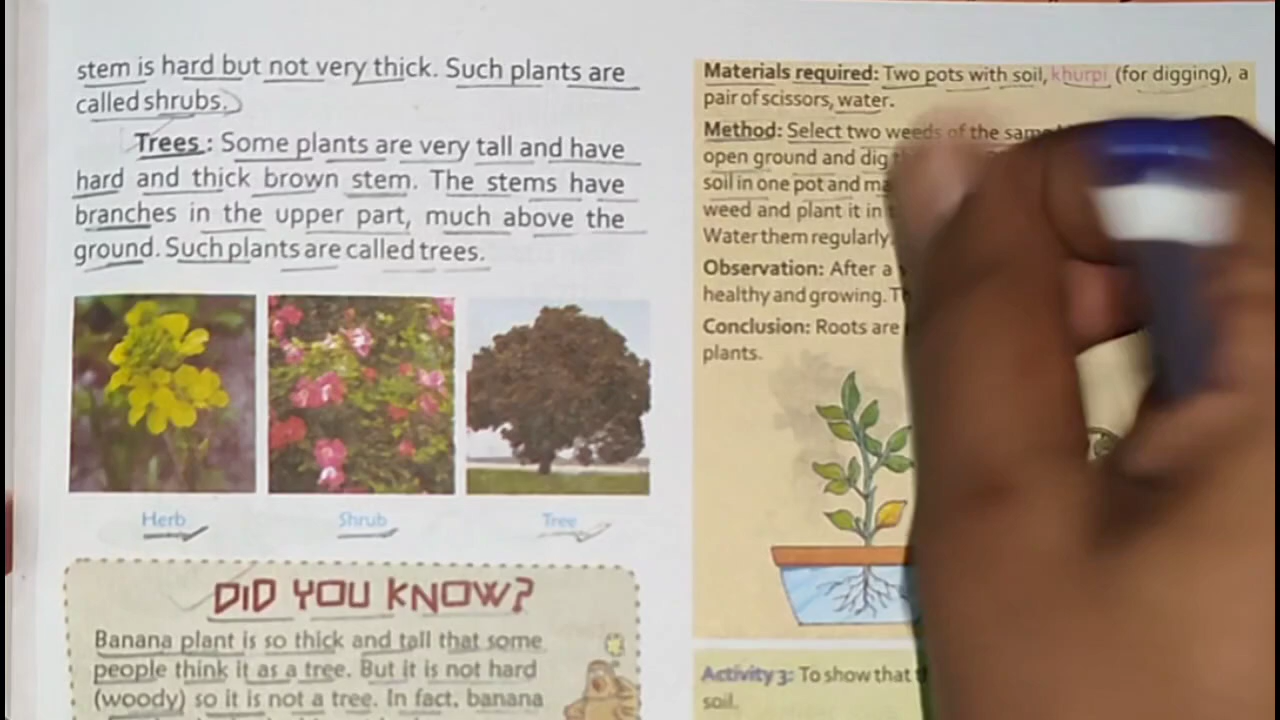 stem is hard but not very thick. Such plants are
called shrubs.
Trees : Some plants are very tall and have
hard and thick brown stem. The stems have
branches in the upper part, much above the
ground. Such plants are called trees.
Herb
Shrub
Tree
DID YOU KNOW?
Banana plant is so thick and tall that some
people think it as a tree. But it is not hard
(woody) so it is not a tree. In fact, banana
Materials required: Two pots with soil, khurpi (for digging), a
pair of scissors, water.
Method: Select two weeds of the same
open ground and dig
soil in one pot and
weed and plant it in
Water them regularly
Observation: After a
healthy and growing.
Conclusion: Roots are
plants.
Activity 3: To show that
soil.